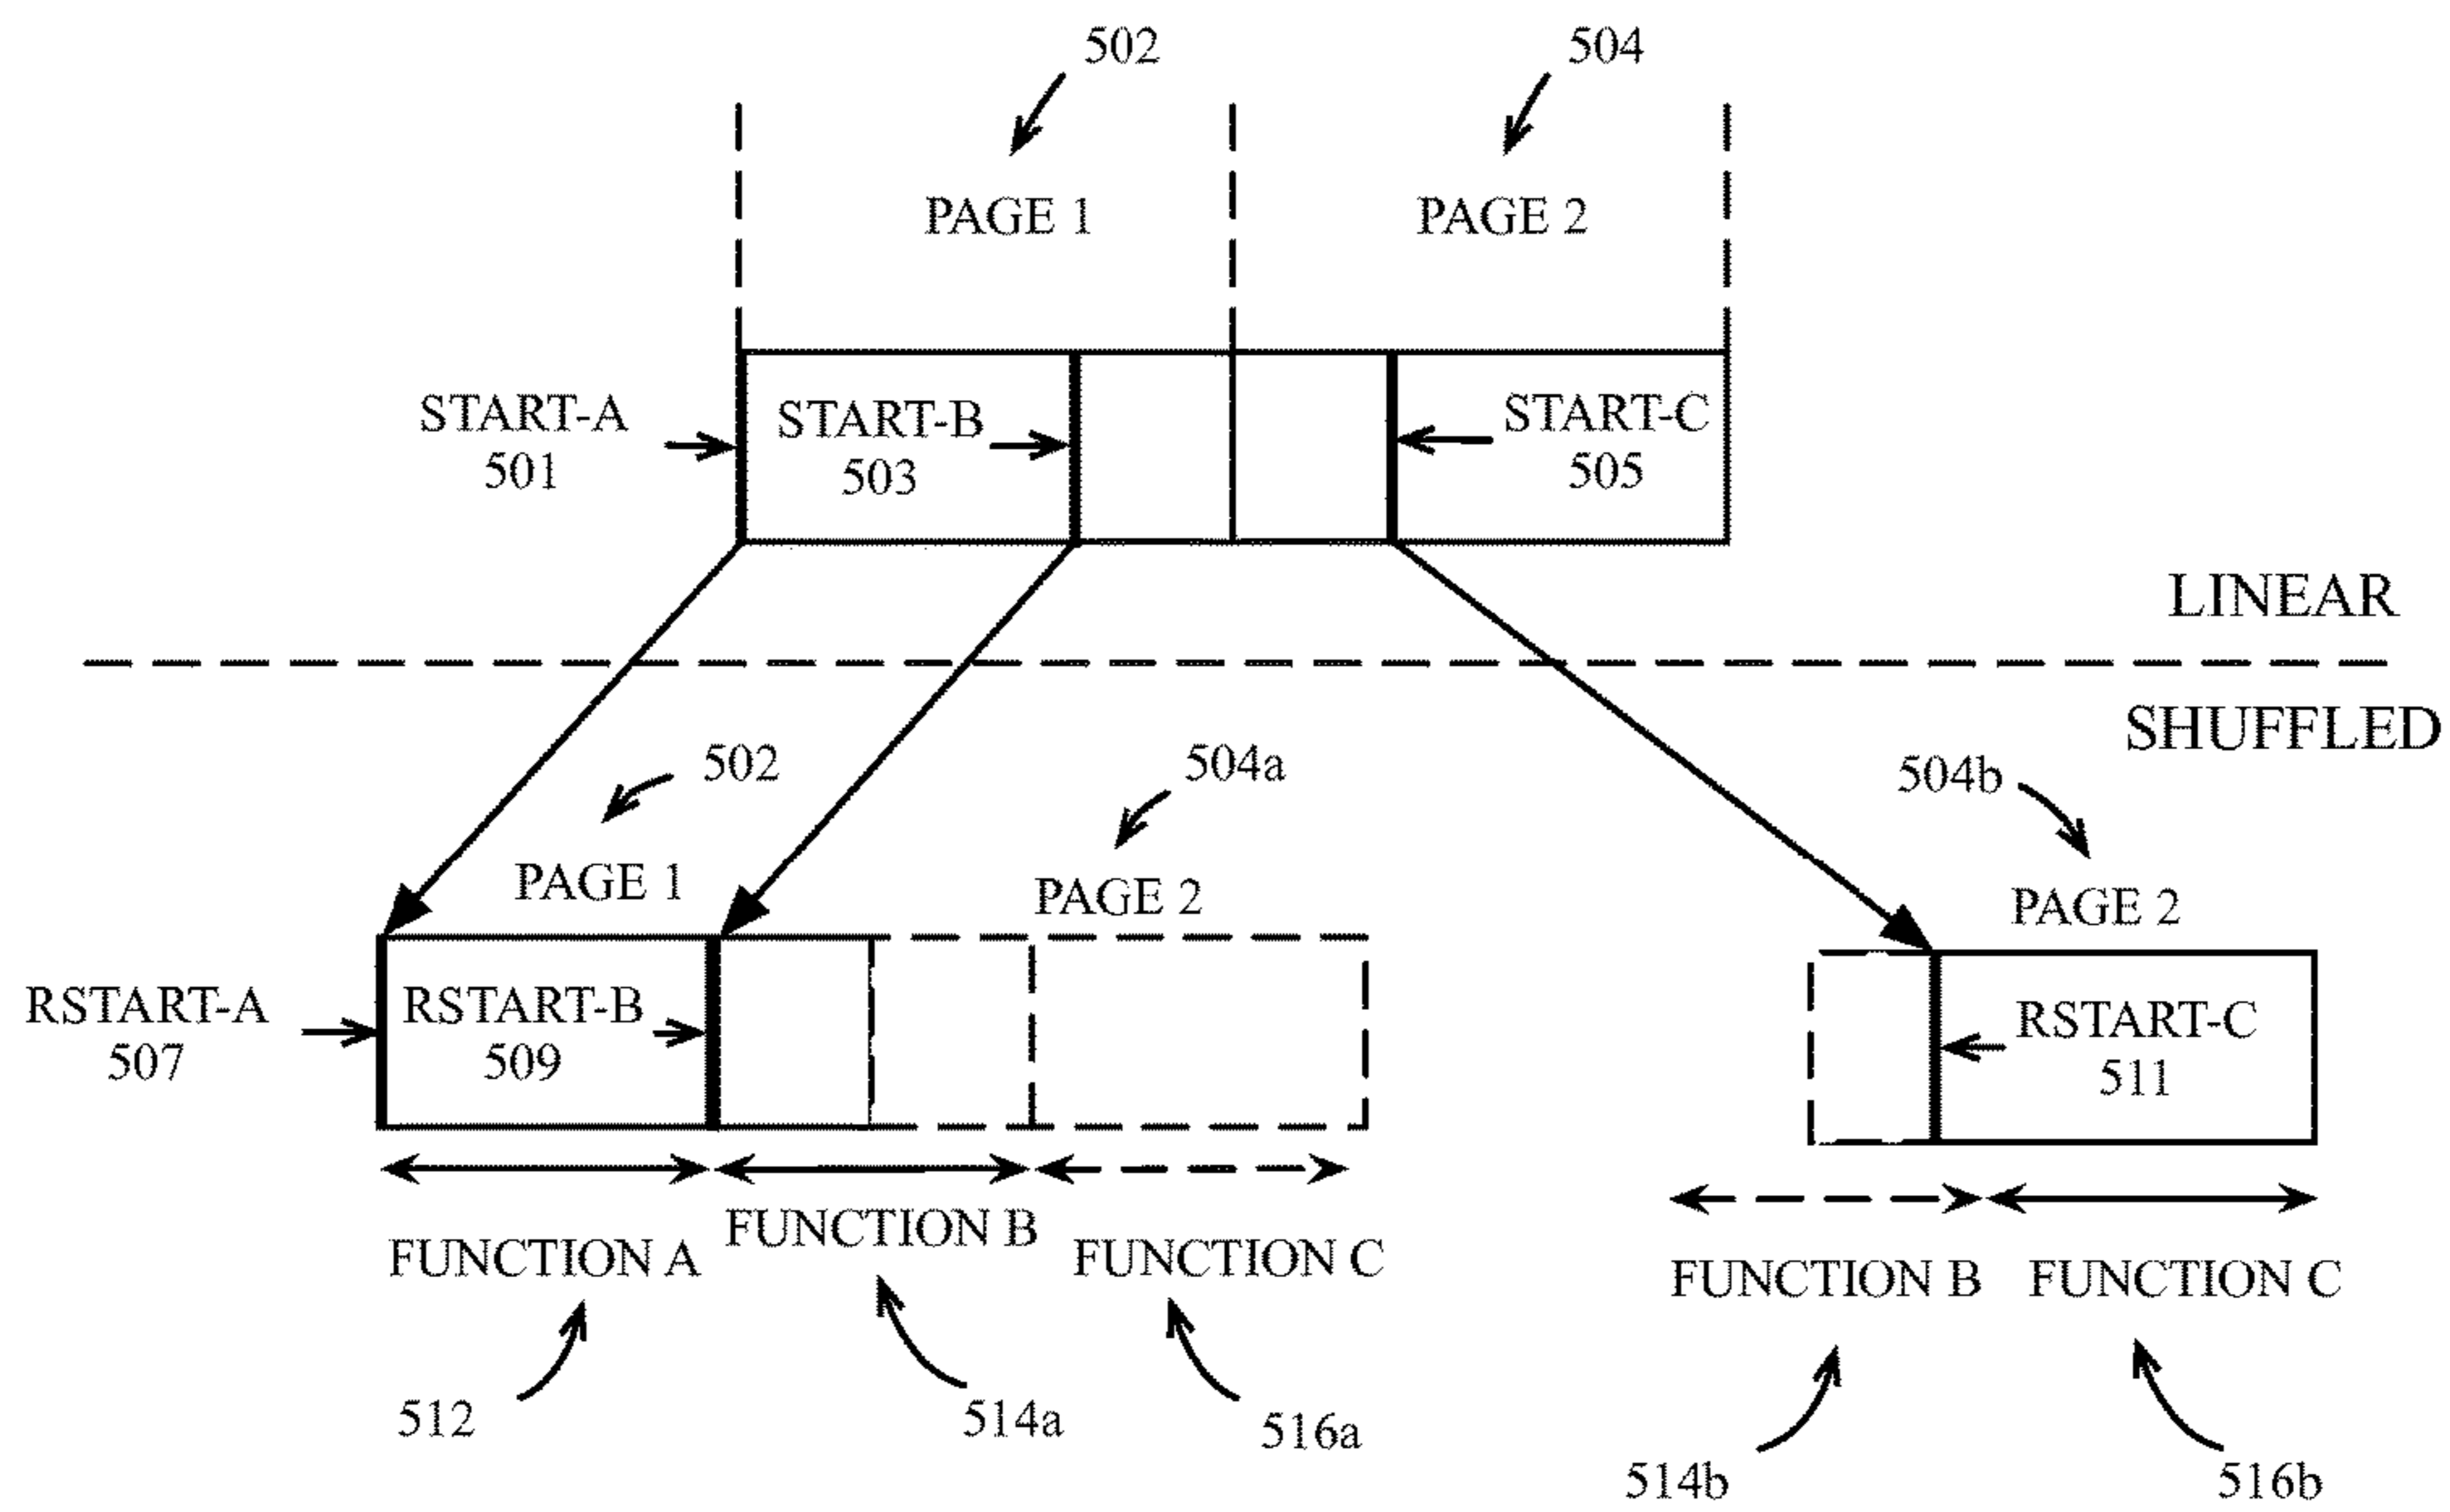 502
504
PAGE 1
PAGE 2
START-A
501
START-B
503
START-C
505
LINEAR
SHUFFLED
502
504a
504b
PAGE 1
PAGE 2
PAGE 2
RSTART-A
507
RSTART-B
509
RSTART-C
511
FUNCTION A
FUNCTION B
FUNCTION C
FUNCTION B
FUNCTION C
512
514a
516a
514b
516b